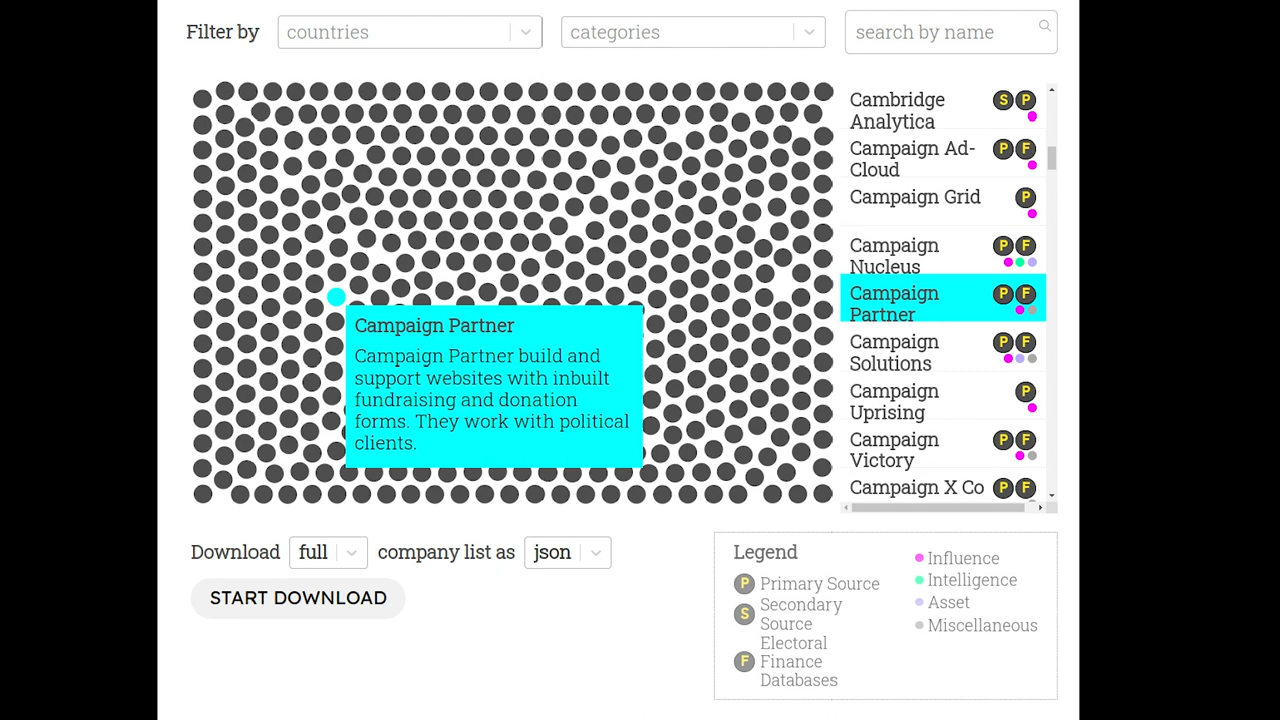 Filter by
countries
categories
search by name
Cambridge
Analytica
S P
Campaign Ad-
Cloud
P F
Campaign Grid
P
Campaign
Nucleus
P F
Campaign
Partner
P F
Campaign
Solutions
P F
Campaign
Uprising
P
Campaign
Victory
P F
Campaign X Co
P F
Campaign Partner
Campaign Partner build and
support websites with inbuilt
fundraising and donation
forms. They work with political
clients.
Download full company list as json
START DOWNLOAD
Legend
P Primary Source
S Secondary
Source
Electoral
F Finance
Databases
Influence
Intelligence
Asset
Miscellaneous